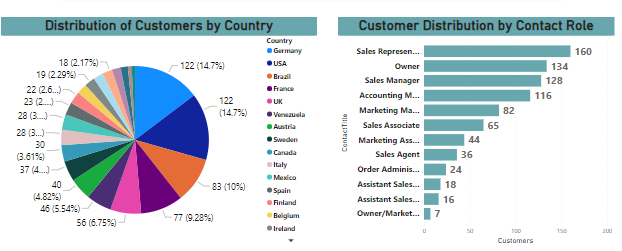 Distribution of Customers by Country
Country
Germany
USA
Brazil
France
UK
Venezuela
Austria
Sweden
Canada
Italy
Mexico
Spain
Finland
Belgium
Ireland
122 (14.7%)
122
(14.7%)
83 (10%)
77 (9.28%)
56 (6.75%)
46 (5.54%)
40
(4.82%)
37 (4....)
30
(3.61%)
28 (3...)
28 (3....)
23 (2....)
22 (2.6...)
19 (2.29%)
18 (2.17%)
Customer Distribution by Contact Role
ContactTitle
Sales Represen... 160
Owner 134
Sales Manager 128
Accounting M... 116
Marketing Ma... 82
Sales Associate 65
Marketing Ass... 44
Sales Agent 36
Order Adminis... 24
Assistant Sales... 18
Assistant Sales... 16
Owner/Market... 7
0 50 100 150 200
Customers